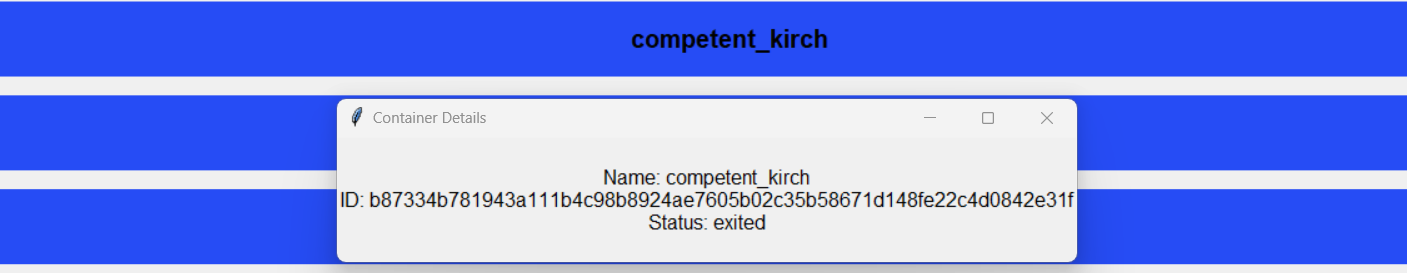 competent_kirch
Container Details
Name: competent_kirch
ID: b87334b781943a111b4c98b8924ae7605b02c35b58671d148fe22c4d0842e31f
Status: exited